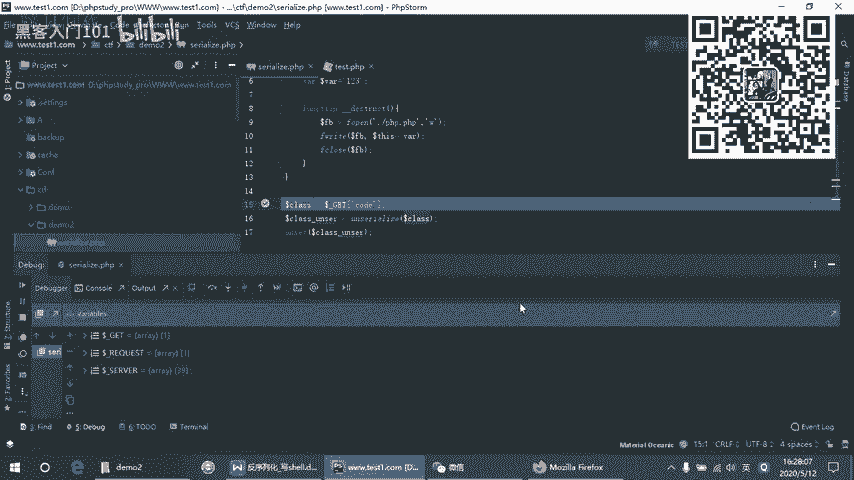 www.test1.com [D:\phpstudy_pro\WWW\www.test1.com] - ...\ctf\demo2\serialize.php [www.test1.com] - PhpStorm
Tools VCS Window Help
黑客入门101 bilibili
www.test1.com ctf demo2 serialize.php
Project
serialize.php test.php
1: Project
www.test1.com D:\phpstudy_pro\WWW\www.test1.com
settings
A
backup
cache
Conf
ctf
demo
demo2
serialize.php
Database
6 var $var='123';
7
8 function __destruct(){
9 $fb = fopen('./php.php','w');
10 fwrite($fb, $this->var);
11 fclose($fb);
12 }
13 }
14
15 $class = $_GET['code'];
16 $class_unser = unserialize($class);
17 unset($class_unser);
Debug: serialize.php
Debugger Console Output
Variables
$_GET = {array} [1]
$_REQUEST = {array} [1]
$_SERVER = {array} [39]
seri
Structure
2: Favorites
3: Find 5: Debug 6: TODO Terminal Event Log
Material Oceanic 15:1 CRLF UTF-8 4 spaces
demo2 反序列化_写shell.d... www.test1.com [D... 微信 Mozilla Firefox
英
16:28:07
2020/5/12